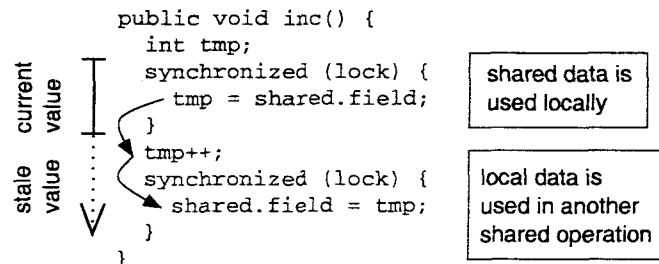 public void inc() {
int tmp;
synchronized (lock) {
tmp = shared.field;
}
tmp++;
synchronized (lock) {
shared.field = tmp;
}
}
current
value
stale
value
shared data is
used locally
local data is
used in another
shared operation